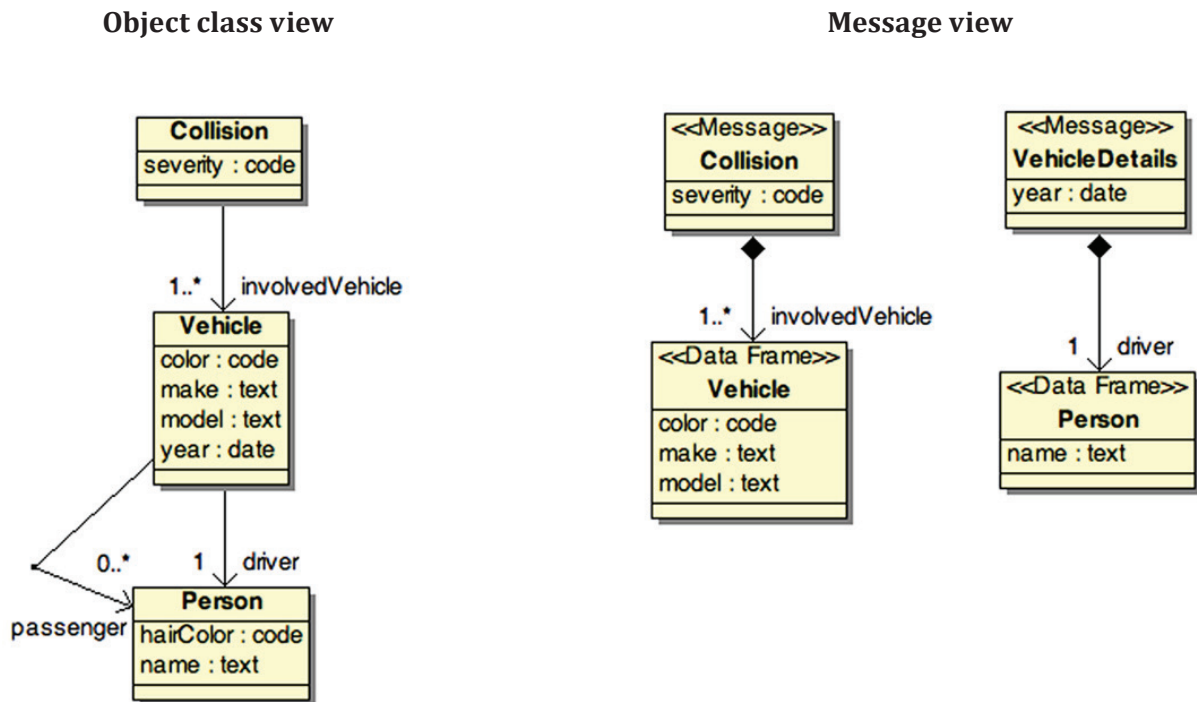 Object class view
Collision
severity : code
1..* involvedVehicle
Vehicle
color : code
make : text
model : text
year : date
0..* 1 driver
passenger
Person
hairColor : code
name : text
Message view
<<Message>>
Collision
severity : code
1..* involvedVehicle
<<Data Frame>>
Vehicle
color : code
make : text
model : text
<<Message>>
VehicleDetails
year : date
1 driver
<<Data Frame>>
Person
name : text